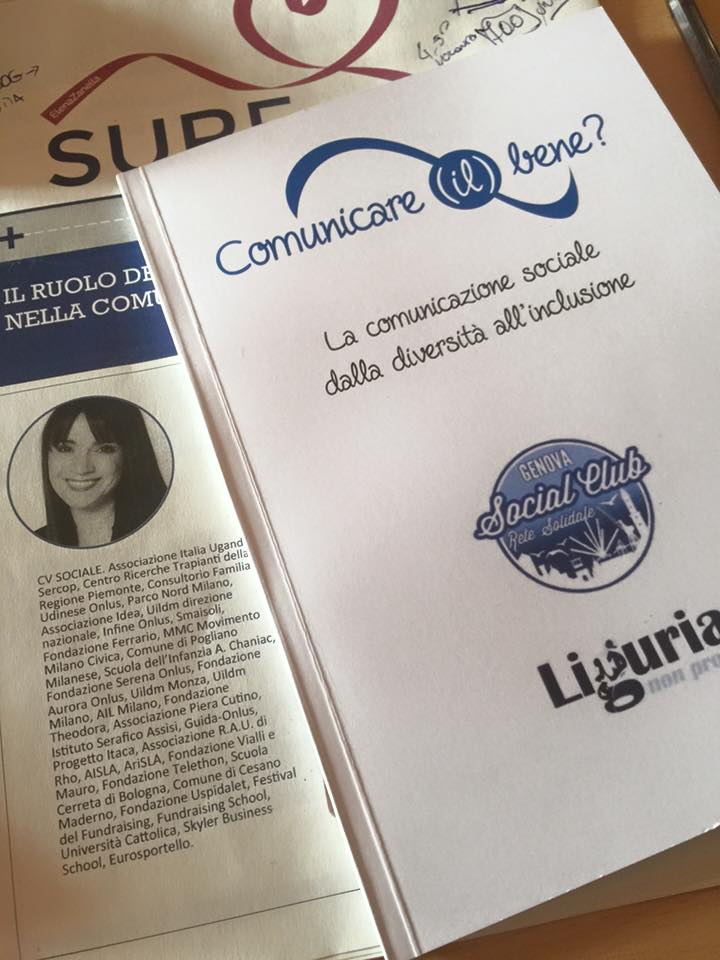 ElenaZanella
SURF
IL RUOLO DE
NELLA COMU
CV SOCIALE. Associazione Italia Ugand
Sercop, Centro Ricerche Trapianti della
Regione Piemonte, Consultorio Familia
Udinese Onlus, Parco Nord Milano,
Associazione Idea, Uildm direzione
nazionale, Infine Onlus, Smaisoli,
Fondazione Ferrario, MMC Movimento
Milano Civica, Comune di Pogliano
Milanese, Scuola dell'Infanzia A. Chaniac,
Fondazione Serena Onlus, Fondazione
Aurora Onlus, Uildm Monza, Uildm
Milano, AIL Milano, Fondazione
Theodora, Associazione Piera Cutino,
Istituto Serafico Assisi, Guida-Onlus,
Progetto Itaca, Associazione R.A.U. di
Rho, AISLA, AriSLA, Fondazione Vialli e
Mauro, Fondazione Telethon, Scuola
Cerreta di Bologna, Comune di Cesano
Maderno, Fondazione Uspidalet, Festival
del Fundraising, Fundraising School,
Università Cattolica, Skyler Business
School, Eurosportello.
Comunicare (il) bene?
La comunicazione sociale
dalla diversità all'inclusione
GENOVA
Social Club
Rete Solidale
Liguria
non pro